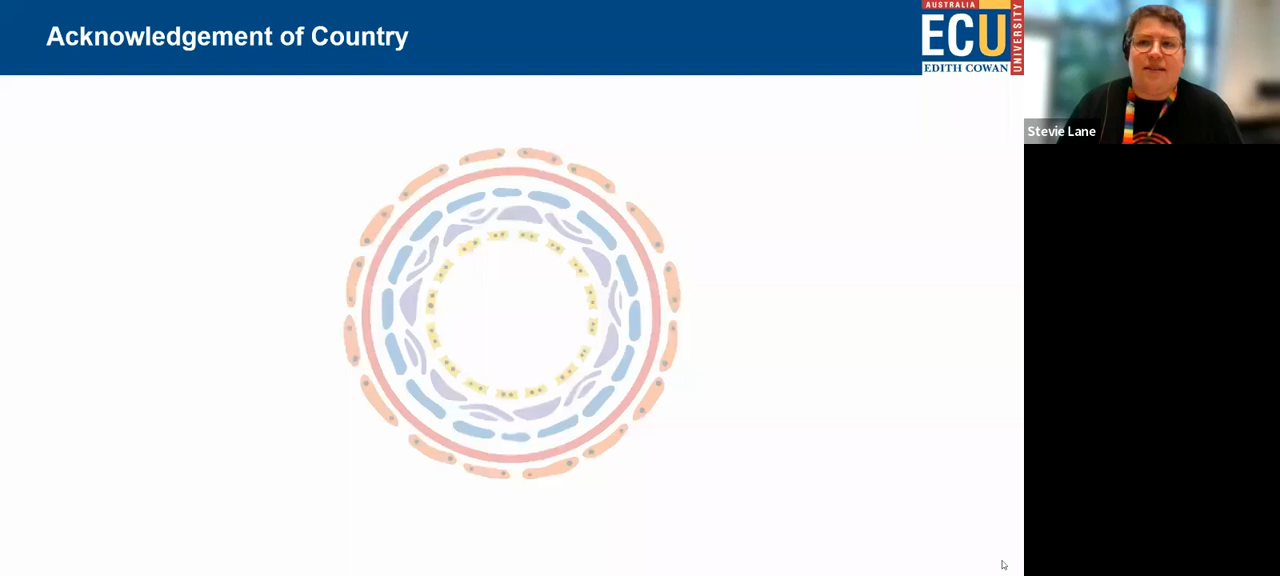 Acknowledgement of Country
AUSTRALIA
ECU
EDITH COWAN
UNIVERSITY
Stevie Lane